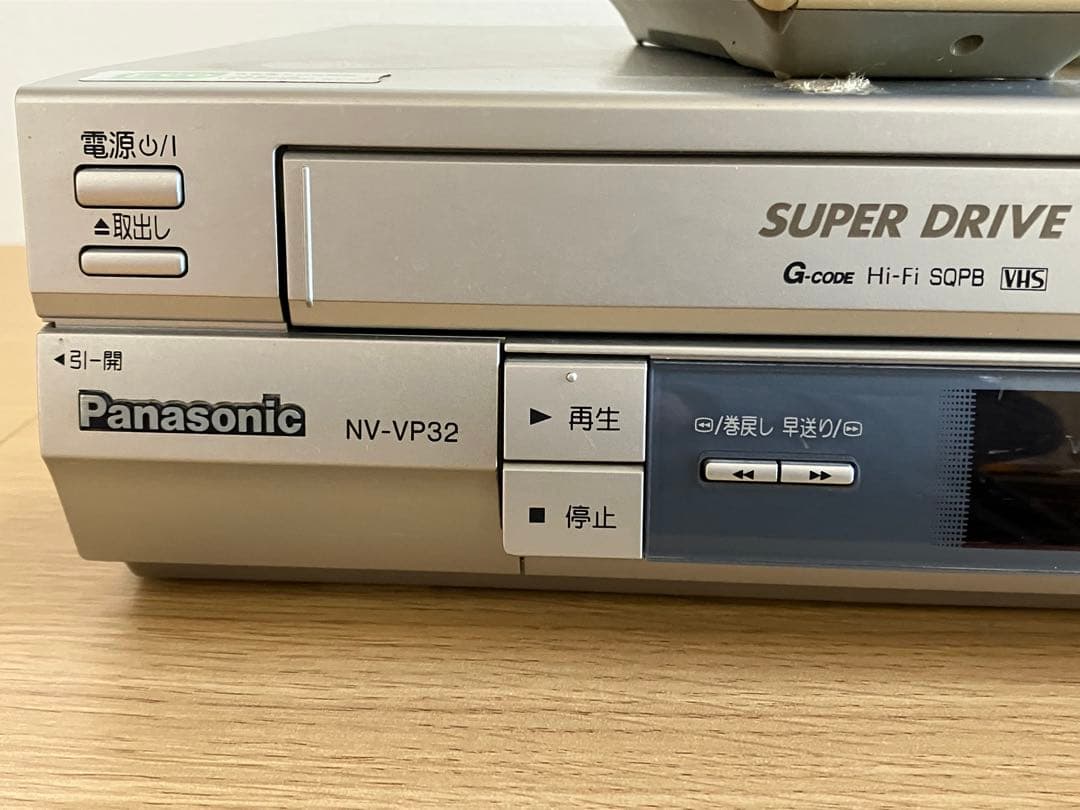 電源⏻/I
⏏取出し
SUPER DRIVE
G-CODE Hi-Fi SQPB VHS
◀引-開
Panasonic NV-VP32
▶ 再生
■ 停止
⏪/巻戻し 早送り/⏩
◀◀ ▶▶